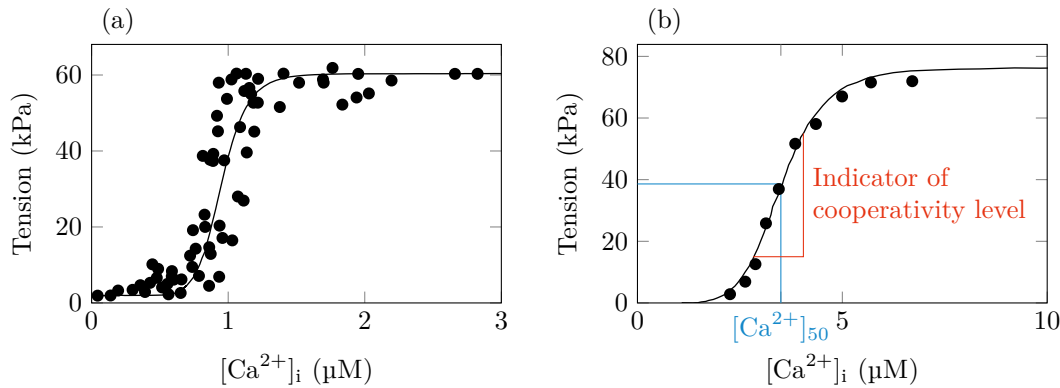 (a)
Tension (kPa)
60
40
20
0
0 1 2 3
[Ca²⁺]ᵢ (µM)
(b)
Tension (kPa)
80
60
40
20
0
0 5 10
Indicator of
cooperativity level
[Ca²⁺]₅₀
[Ca²⁺]ᵢ (µM)